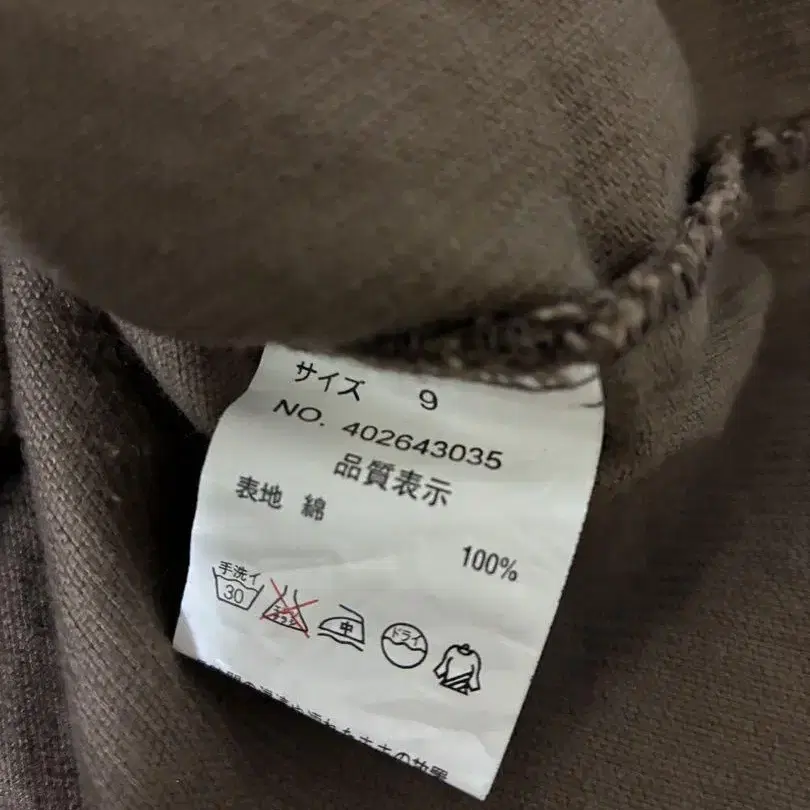 サイズ 9
NO. 402643035
品質表示
表地 綿
100%
手洗イ
30
中
ドライ